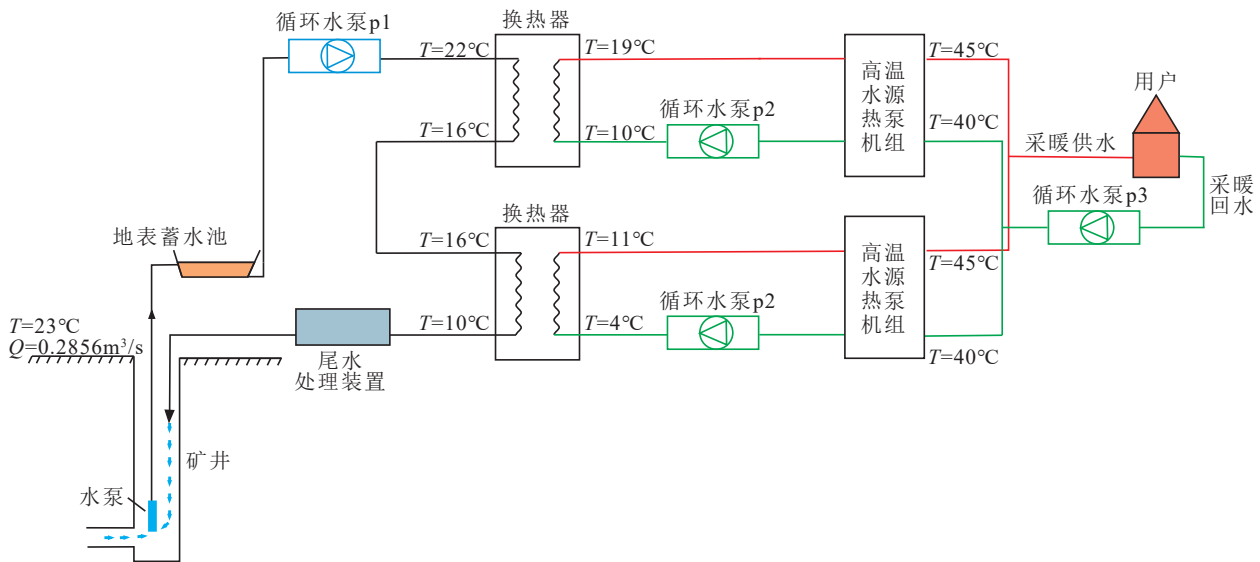 循环水泵p1
换热器
T=22℃
T=19℃
T=45℃
高温
水源
热泵
机组
用户
循环水泵p2
T=16℃
T=10℃
T=40℃
采暖供水
采暖
回水
循环水泵p3
换热器
地表蓄水池
T=16℃
T=11℃
T=45℃
高温
水源
热泵
机组
循环水泵p2
T=23℃
Q=0.2856m³/s
T=10℃
T=4℃
T=40℃
尾水
处理装置
矿井
水泵